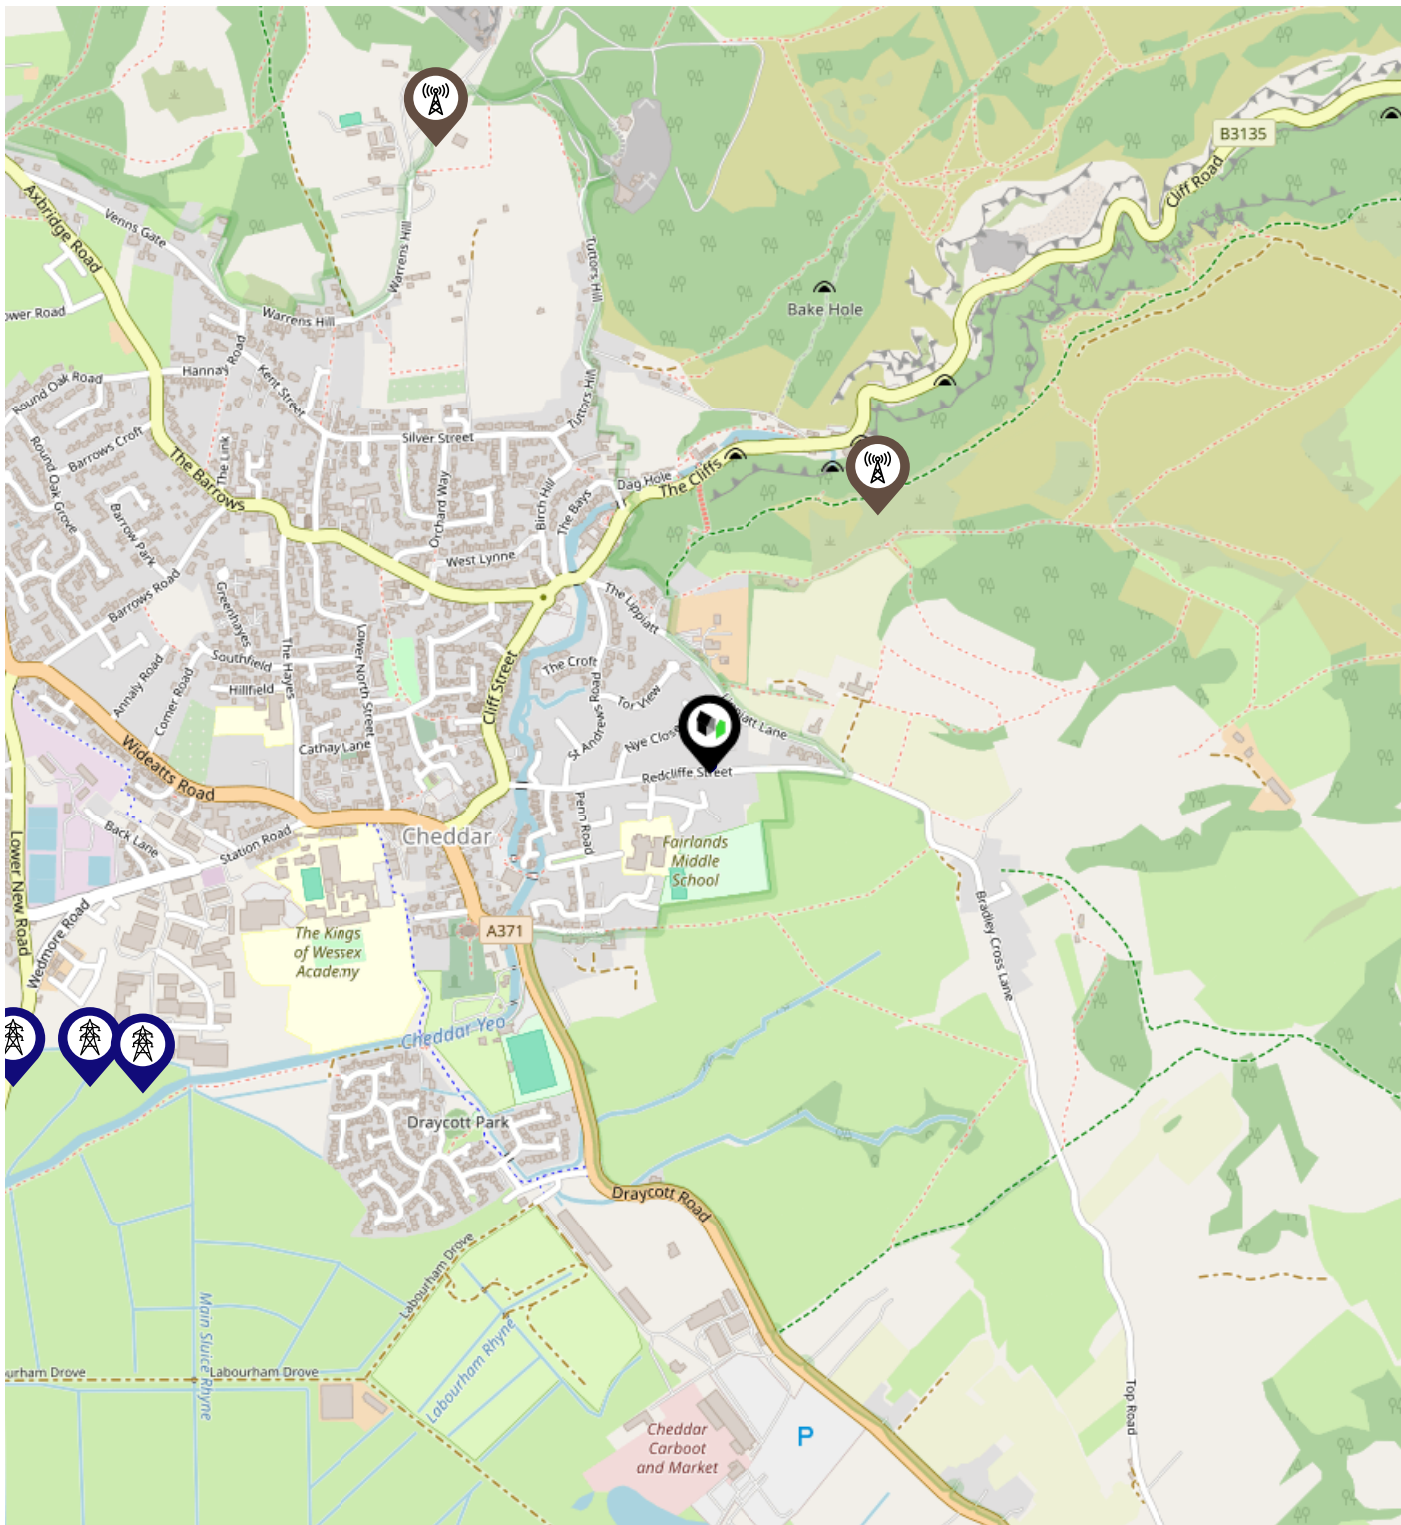 B3135
Cliff Road
Axbridge Road
Venns Gate
Warrens Hill
Tuttors Hill
Bake Hole
Warrens Hill
ower Road
Hannay Road
Kent Street
Round Oak Road
Tuttors Hill
Silver Street
Barrows Croft
The Link
Round Oak Grove
The Barrows
Orchard Way
Birch Hill
The Bays
Dag Hole
The Cliffs
Barrow Park
West Lynne
Barrows Road
Greenhayes
The Lippiatt
Lower North Street
The Hayes
Southfield
Annaly Road
Corner Road
Hillfield
Cliff Street
The Croft
St Andrews Road
Tor View
Nye Close
Lippiatt Lane
Cathay Lane
Wideatts Road
Redcliffe Street
Penn Road
Cheddar
Back Lane
Station Road
Lower New Road
Fairlands
Middle
School
Wedmore Road
The Kings
of Wessex
Academy
A371
Bradley Cross Lane
Cheddar Yeo
Draycott Park
Draycott Road
Labourham Drove
Main Sluice Rhyne
Labourham Rhyne
urham Drove
Labourham Drove
Top Road
Cheddar
Carboot
and Market
P